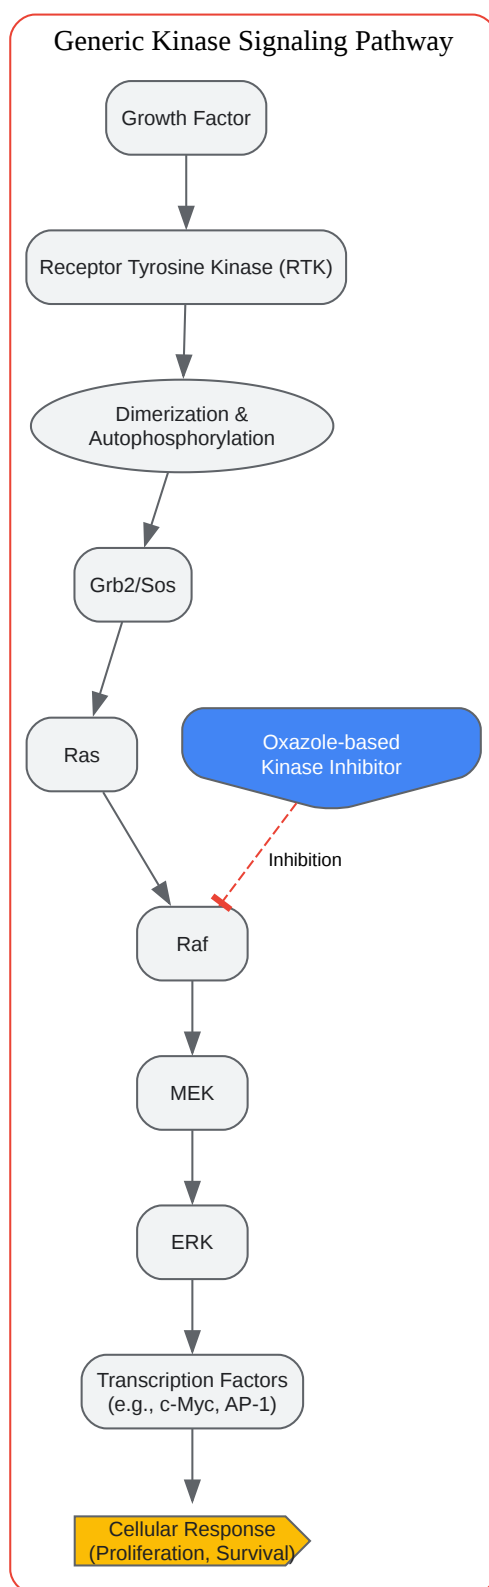 Generic Kinase Signaling Pathway
Growth Factor
Receptor Tyrosine Kinase (RTK)
Dimerization &
Autophosphorylation
Grb2/Sos
Ras
Oxazole-based
Kinase Inhibitor
Inhibition
Raf
MEK
ERK
Transcription Factors
(e.g., c-Myc, AP-1)
Cellular Response
(Proliferation, Survival)